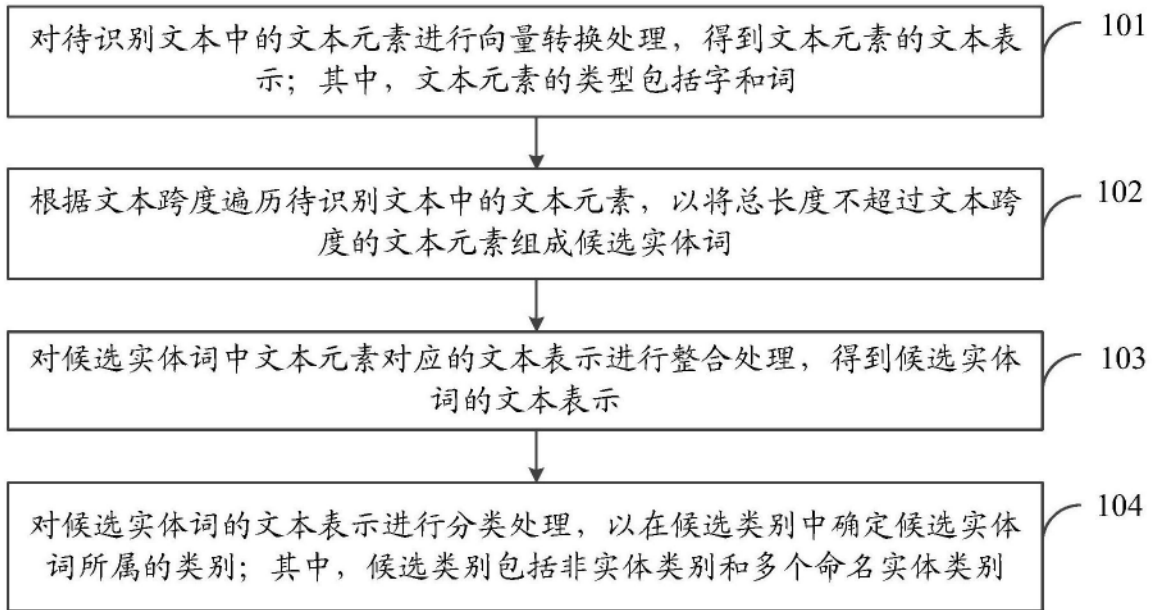 对待识别文本中的文本元素进行向量转换处理，得到文本元素的文本表
示；其中，文本元素的类型包括字和词
101
根据文本跨度遍历待识别文本中的文本元素，以将总长度不超过文本跨
度的文本元素组成候选实体词
102
对候选实体词中文本元素对应的文本表示进行整合处理，得到候选实体
词的文本表示
103
对候选实体词的文本表示进行分类处理，以在候选类别中确定候选实体
词所属的类别；其中，候选类别包括非实体类别和多个命名实体类别
104